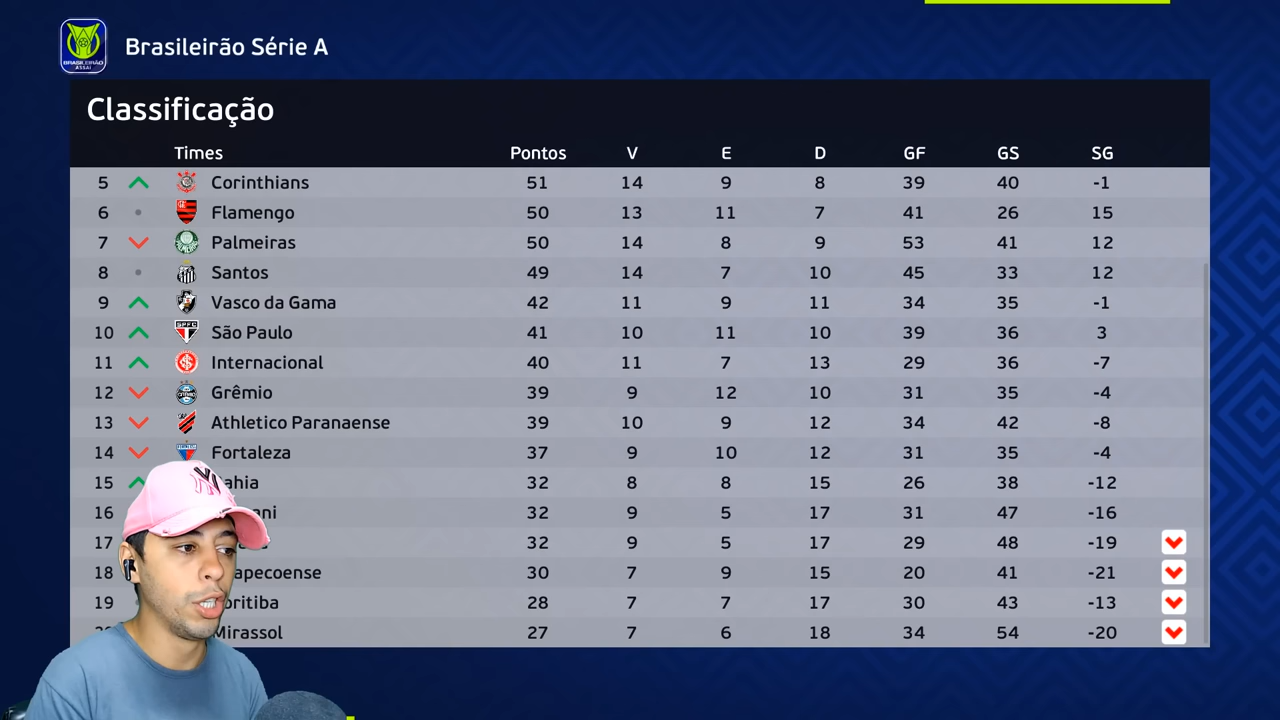 Brasileirão Série A
BRASILEIRÃO
ASSAÍ
Classificação
Times Pontos V E D GF GS SG
5 Corinthians 51 14 9 8 39 40 -1
6 Flamengo 50 13 11 7 41 26 15
7 Palmeiras 50 14 8 9 53 41 12
8 Santos 49 14 7 10 45 33 12
9 Vasco da Gama 42 11 9 11 34 35 -1
10 São Paulo 41 10 11 10 39 36 3
11 Internacional 40 11 7 13 29 36 -7
12 Grêmio 39 9 12 10 31 35 -4
13 Athletico Paranaense 39 10 9 12 34 42 -8
14 Fortaleza 37 9 10 12 31 35 -4
15 ahia 32 8 8 15 26 38 -12
16 ani 32 9 5 17 31 47 -16
17 32 9 5 17 29 48 -19
18 apecoense 30 7 9 15 20 41 -21
19 oritiba 28 7 7 17 30 43 -13
Mirassol 27 7 6 18 34 54 -20